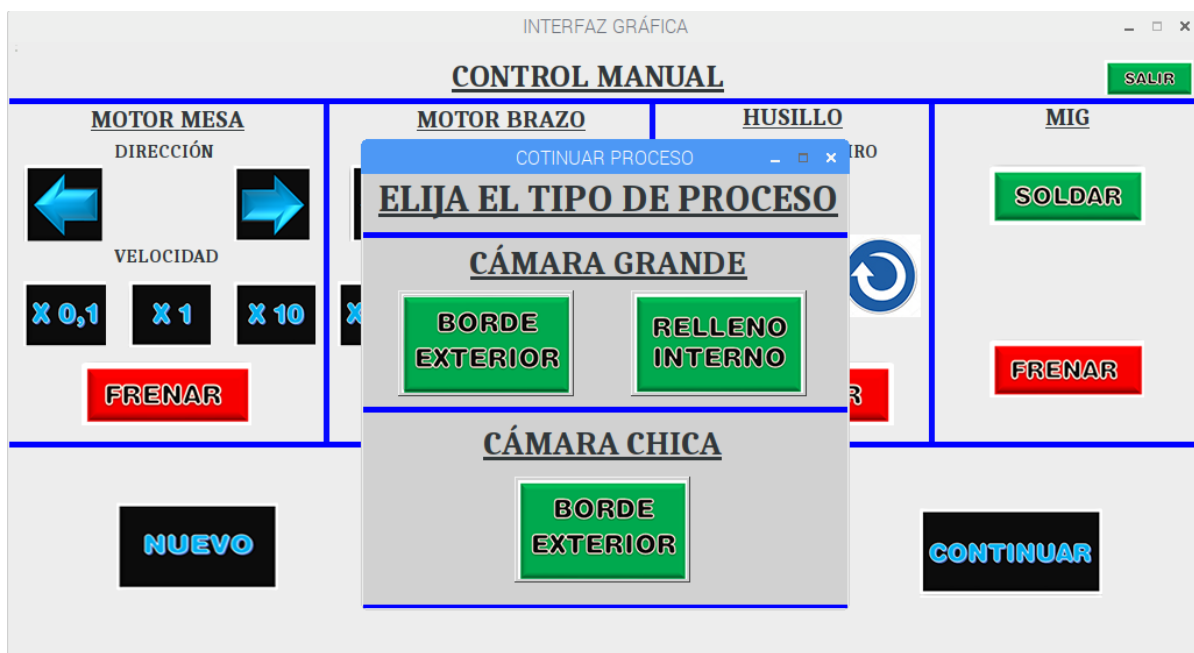 INTERFAZ GRÁFICA
CONTROL MANUAL
SALIR
MOTOR MESA
DIRECCIÓN
VELOCIDAD
X 0,1
X 1
X 10
FRENAR
MOTOR BRAZO
HUSILLO
MIG
SOLDAR
FRENAR
COTINUAR PROCESO
ELIJA EL TIPO DE PROCESO
CÁMARA GRANDE
BORDE
EXTERIOR
RELLENO
INTERNO
CÁMARA CHICA
BORDE
EXTERIOR
NUEVO
CONTINUAR